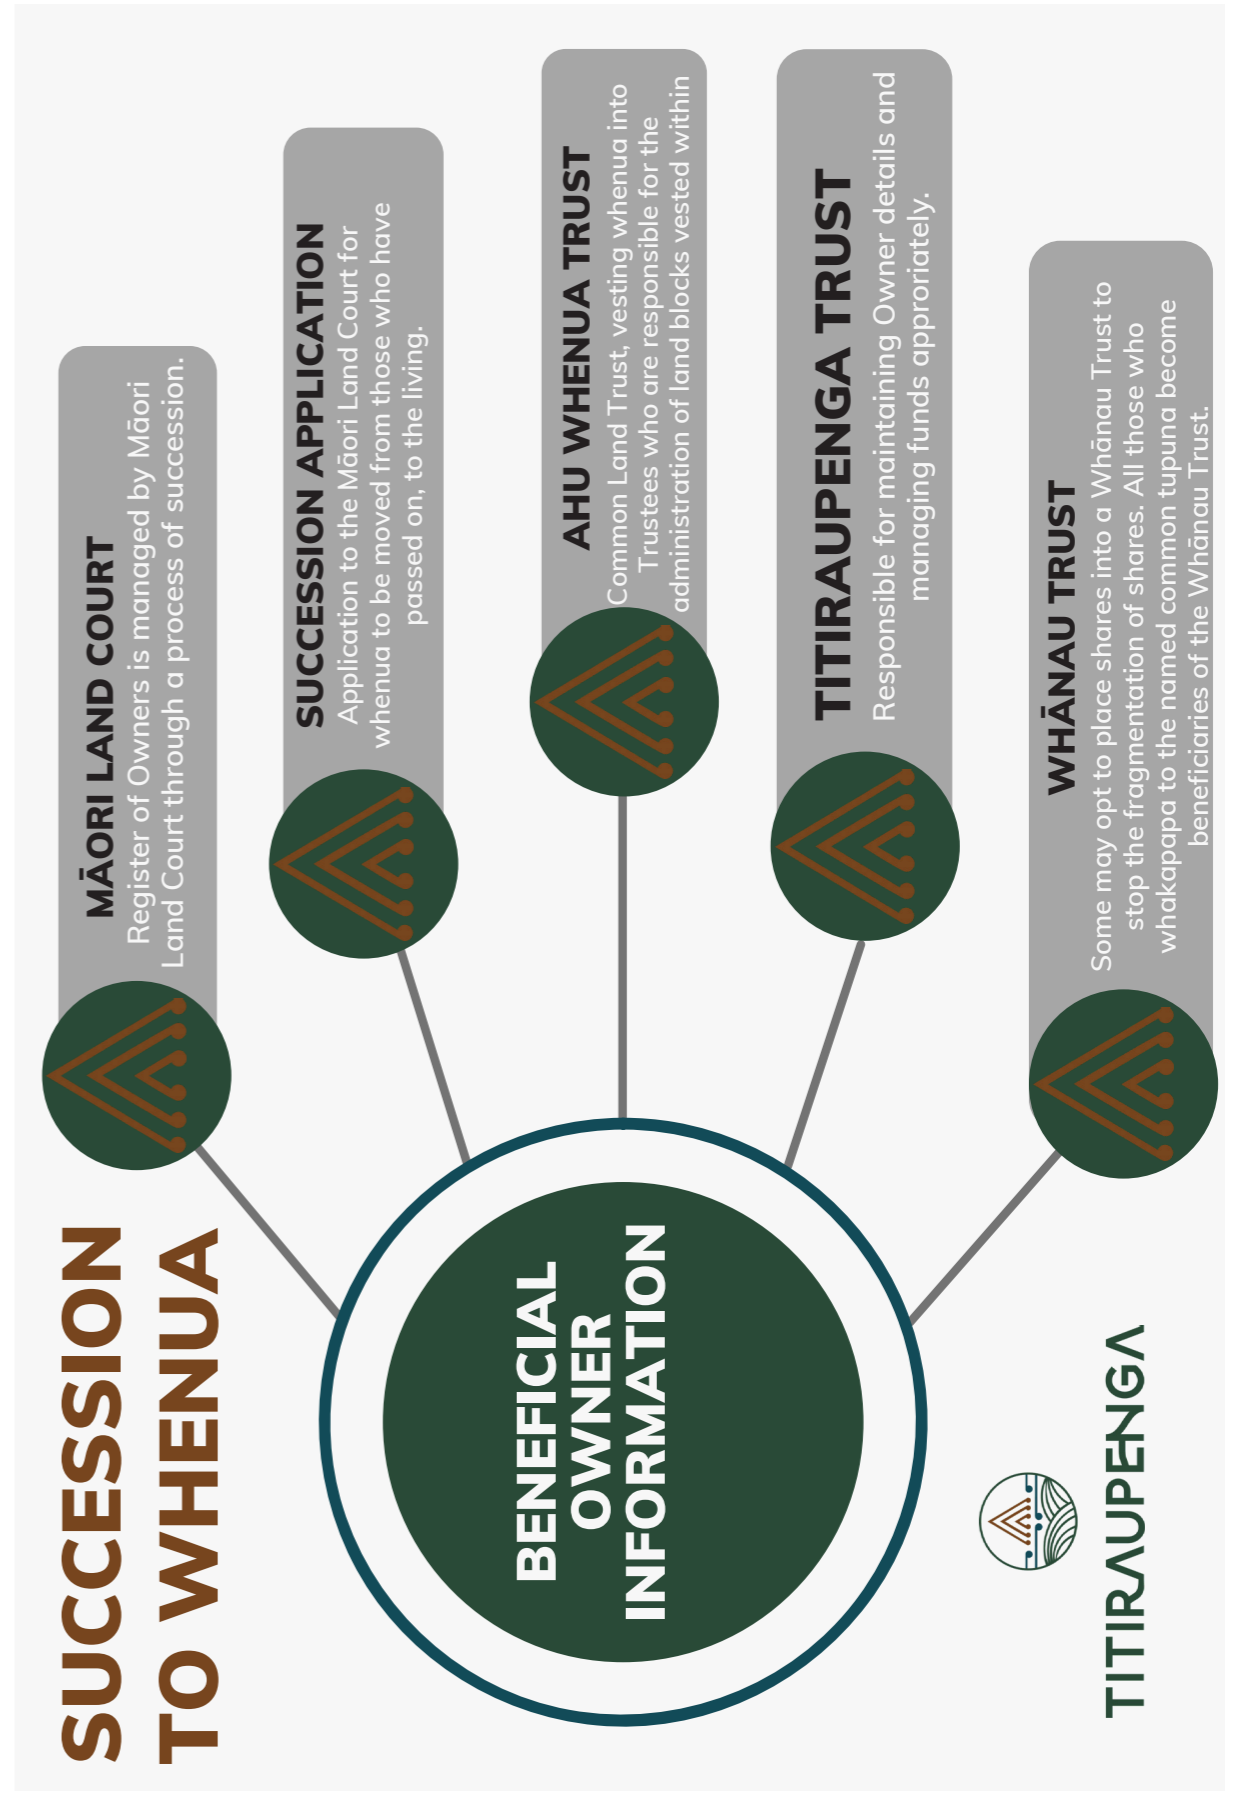 SUCCESSION
TO WHENUA
MĀORI LAND COURT
Register of Owners is managed by Māori
Land Court through a process of succession.
SUCCESSION APPLICATION
Application to the Māori Land Court for
whenua to be moved from those who have
passed on, to the living.
AHU WHENUA TRUST
Common Land Trust, vesting whenua into
Trustees who are responsible for the
administration of land blocks vested within
TITIRAUPENGA TRUST
Responsible for maintaining Owner details and
managing funds approriately.
WHĀNAU TRUST
Some may opt to place shares into a Whānau Trust to
stop the fragmentation of shares. All those who
whakapapa to the named common tupuna become
beneficiaries of the Whānau Trust.
BENEFICIAL
OWNER
INFORMATION
TITIRAUPENGA